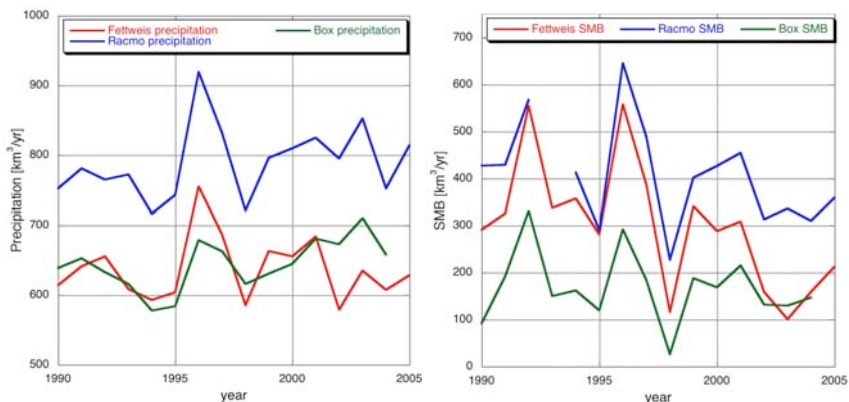 Fettweis precipitation Box precipitation
Racmo precipitation
1000
900
800
700
600
500
Precipitation [km³/yr]
1990 1995 2000 2005
year
Fettweis SMB Racmo SMB Box SMB
700
600
500
400
300
200
100
0
SMB [km³/yr]
1990 1995 2000 2005
year